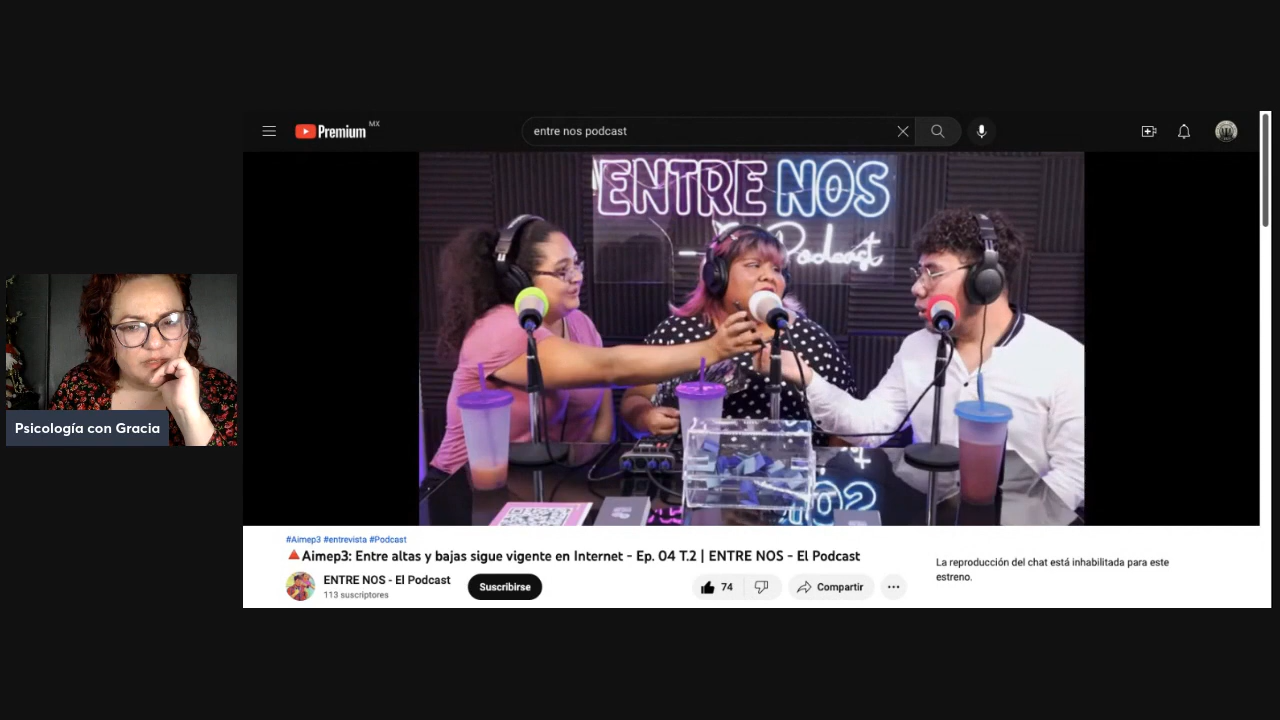 Premium MX
entre nos podcast
ENTRE NOS
Podcast
Psicología con Gracia
#Aimep3 #entrevista #Podcast
🔺Aimep3: Entre altas y bajas sigue vigente en Internet - Ep. 04 T.2 | ENTRE NOS - El Podcast
La reproducción del chat está inhabilitada para este
estreno.
ENTRE NOS - El Podcast
113 suscriptores
Suscribirse
74
Compartir